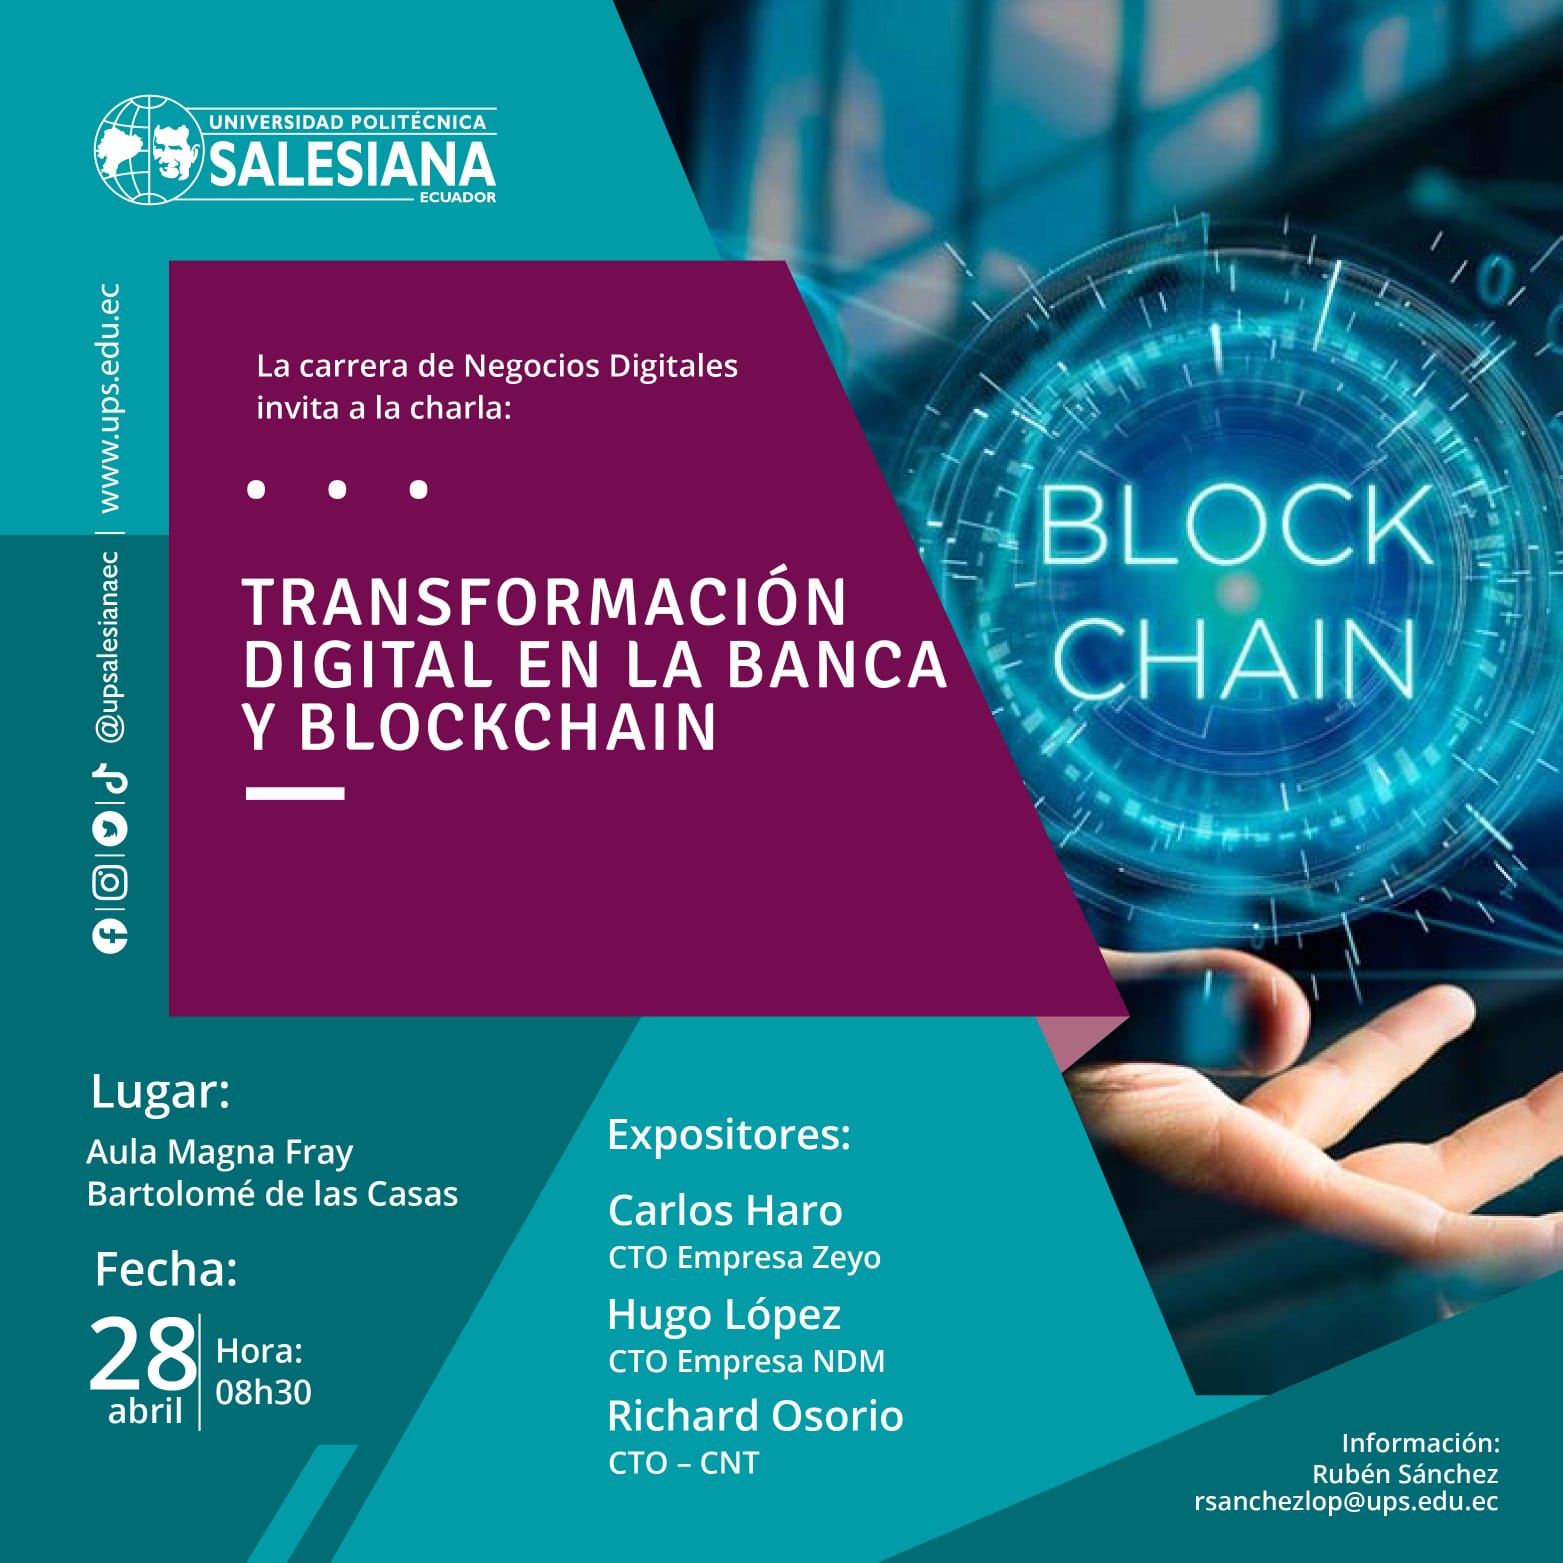 UNIVERSIDAD POLITÉCNICA
SALESIANA
ECUADOR
@upsalesianaec | www.ups.edu.ec
La carrera de Negocios Digitales
invita a la charla:
TRANSFORMACIÓN
DIGITAL EN LA BANCA
Y BLOCKCHAIN
BLOCK
CHAIN
Lugar:
Aula Magna Fray
Bartolomé de las Casas
Fecha:
28
abril
Hora:
08h30
Expositores:
Carlos Haro
CTO Empresa Zeyo
Hugo López
CTO Empresa NDM
Richard Osorio
CTO – CNT
Información:
Rubén Sánchez
rsanchezlop@ups.edu.ec